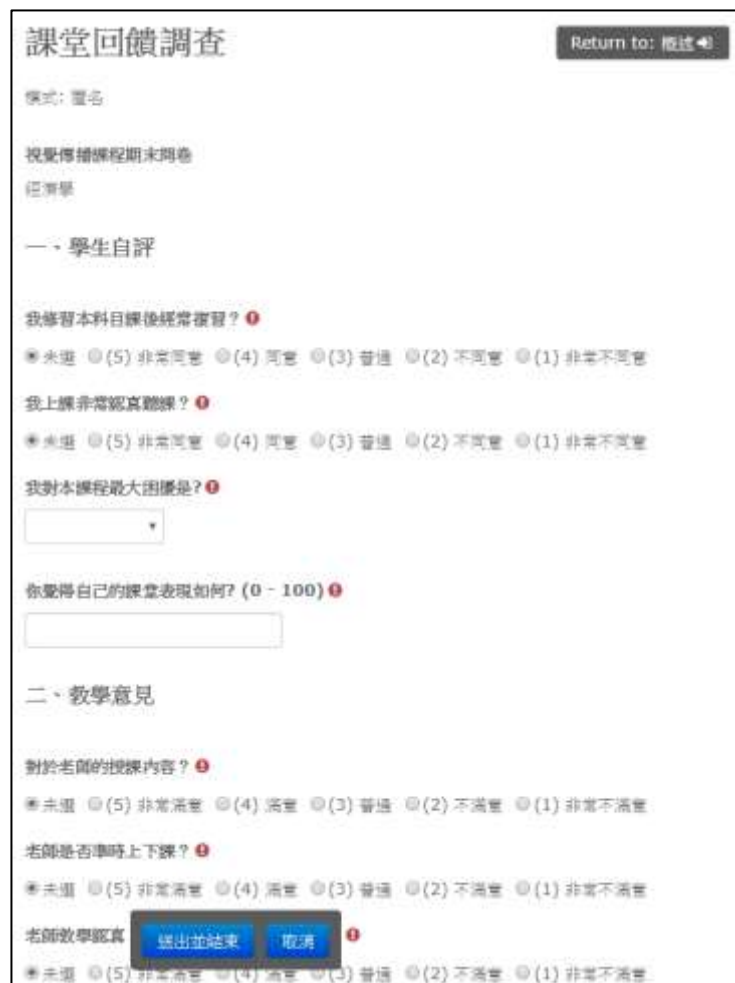 課堂回饋調查
Return to: 概述
模式: 匿名
視覺傳播課程期末問卷
經濟學
一、學生自評
我修習本科目課後經常複習?
未選 (5) 非常同意 (4) 同意 (3) 普通 (2) 不同意 (1) 非常不同意
我上課非常認真聽課?
未選 (5) 非常同意 (4) 同意 (3) 普通 (2) 不同意 (1) 非常不同意
我對本課程最大困擾是?
你覺得自己的課堂表現如何? (0 - 100)
二、教學意見
對於老師的授課內容?
未選 (5) 非常滿意 (4) 滿意 (3) 普通 (2) 不滿意 (1) 非常不滿意
老師是否準時上下課?
未選 (5) 非常滿意 (4) 滿意 (3) 普通 (2) 不滿意 (1) 非常不滿意
老師教學認真
送出並結束 取消
未選 (5) 非常滿意 (4) 滿意 (3) 普通 (2) 不滿意 (1) 非常不滿意